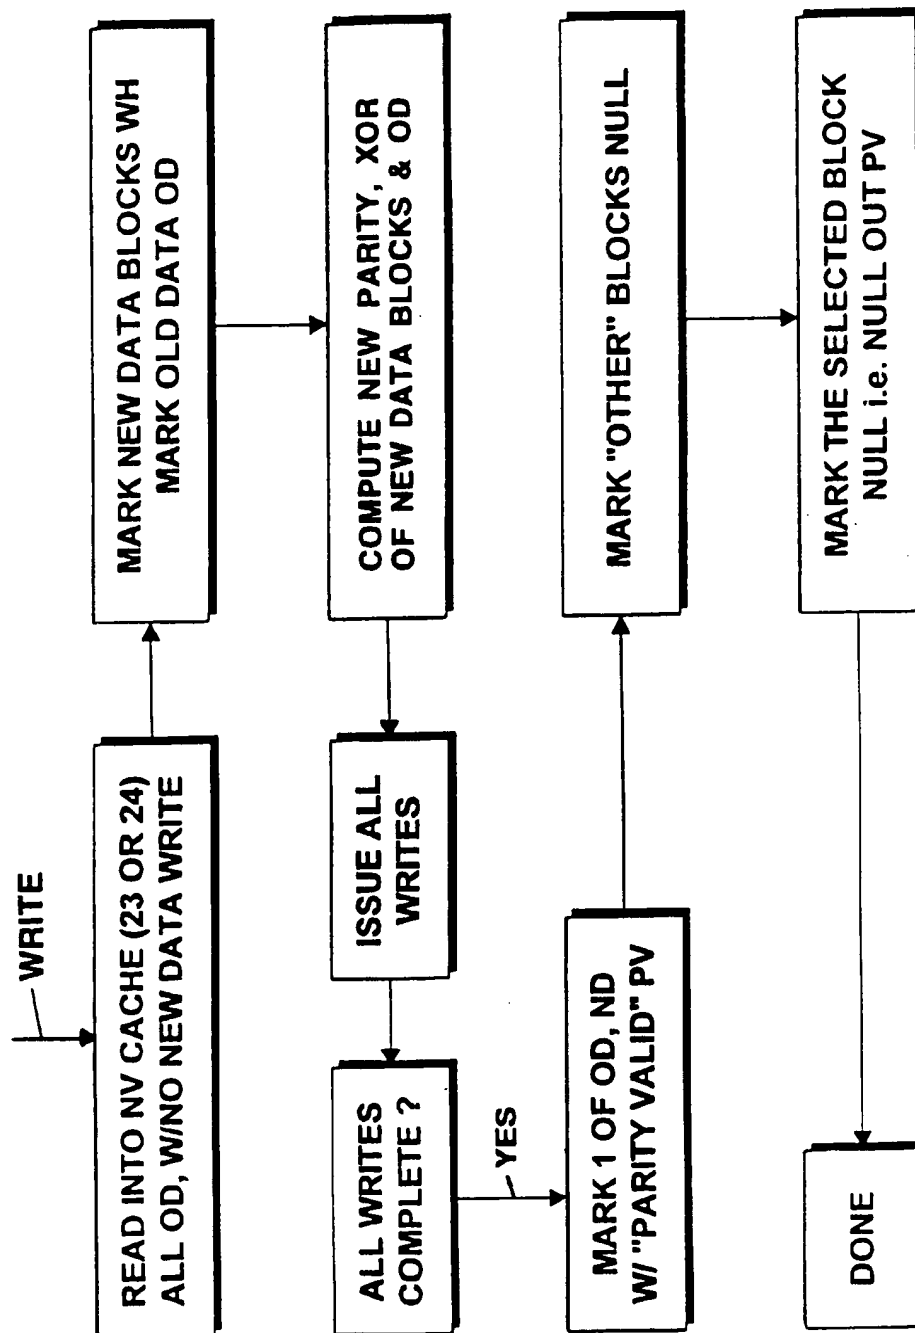 WRITE
READ INTO NV CACHE (23 OR 24)
ALL OD, W/NO NEW DATA WRITE
MARK NEW DATA BLOCKS WH
MARK OLD DATA OD
COMPUTE NEW PARITY, XOR
OF NEW DATA BLOCKS & OD
ISSUE ALL
WRITES
ALL WRITES
COMPLETE ?
YES
MARK 1 OF OD, ND
W/ "PARITY VALID" PV
MARK "OTHER" BLOCKS NULL
MARK THE SELECTED BLOCK
NULL i.e. NULL OUT PV
DONE